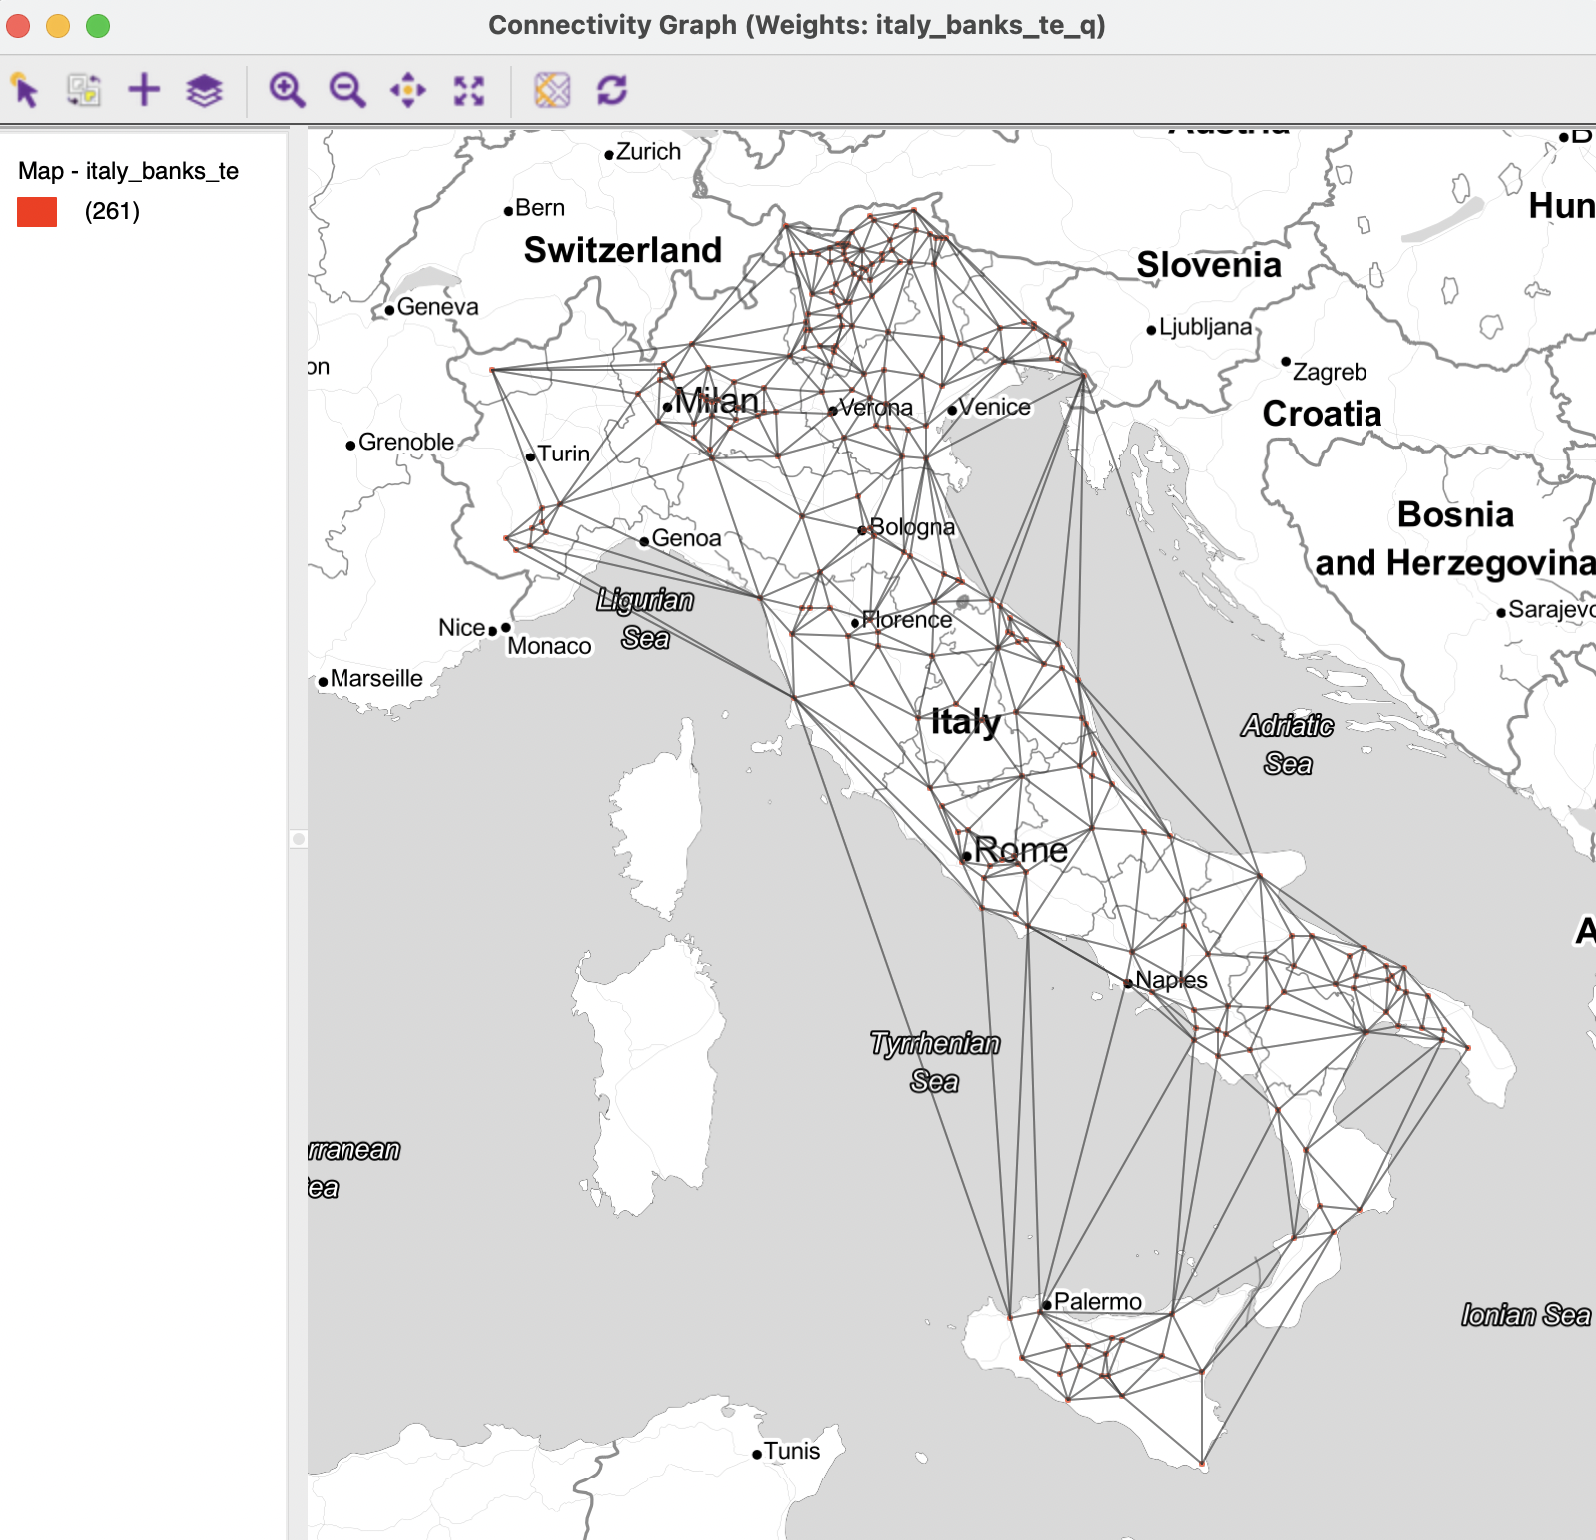 Connectivity Graph (Weights: italy_banks_te_q)
Map - italy_banks_te
(261)
Austria
Zurich
Bern
Hun
Switzerland
Slovenia
Geneva
Ljubljana
on
Zagreb
Milan
Verona
Venice
Croatia
Grenoble
Turin
Bosnia
and Herzegovina
Bologna
Genoa
Ligurian
Sea
Sarajevo
Florence
Nice
Monaco
Marseille
Italy
Adriatic
Sea
Rome
A
Naples
Tyrrhenian
Sea
rranean
ea
Palermo
Ionian Sea
Tunis